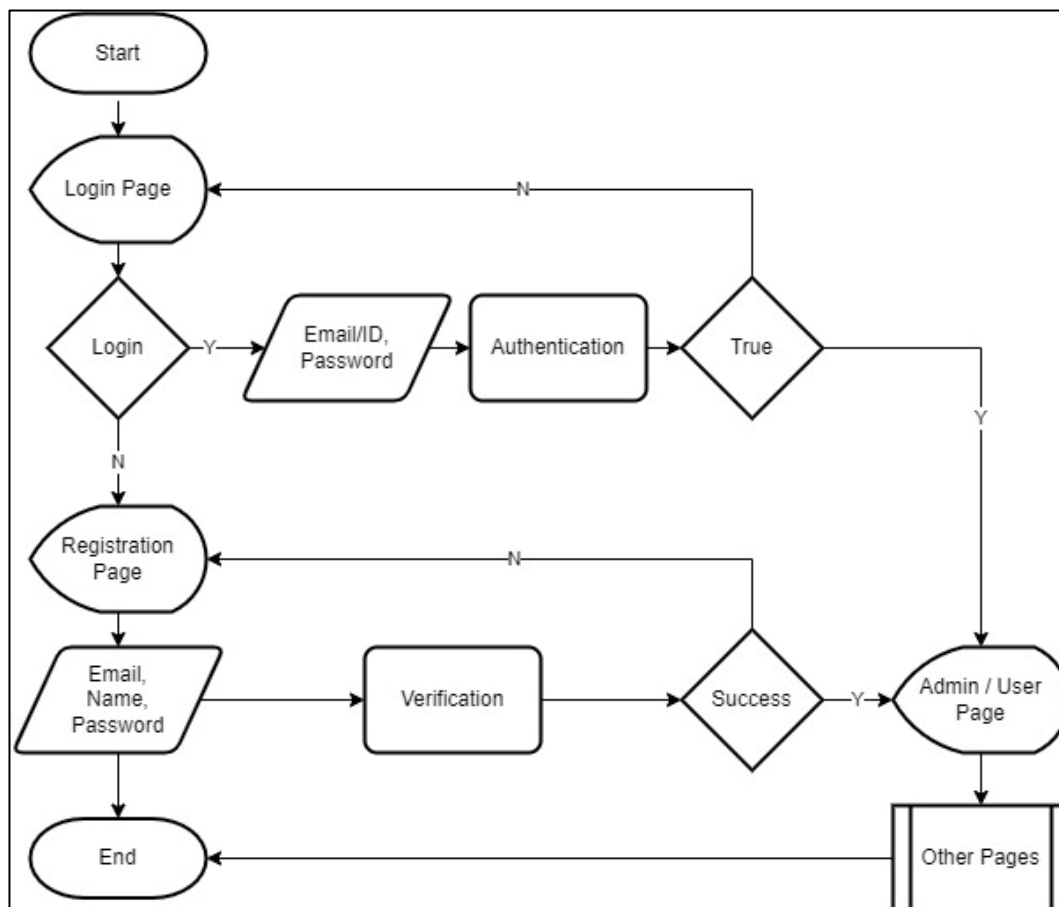 Start
Login Page
N
Login
Y
Email/ID,
Password
Authentication
True
Y
N
Registration
Page
N
Email,
Name,
Password
Verification
Success
Y
Admin / User
Page
End
Other Pages